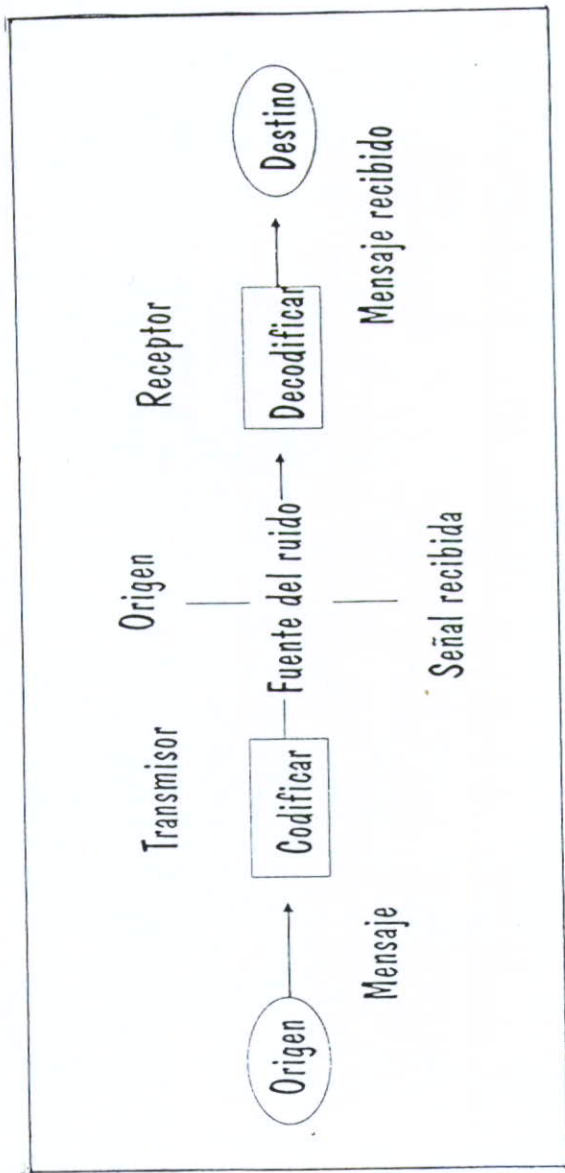 Transmisor
Origen
Receptor
Origen
Codificar
Fuente del ruido
Decodificar
Destino
Mensaje
Señal recibida
Mensaje recibido